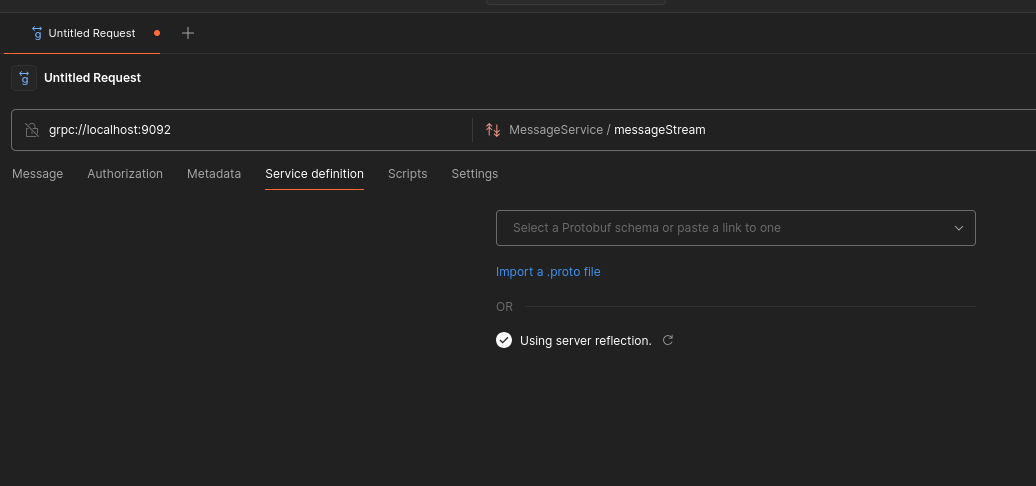 Untitled Request
Untitled Request
grpc://localhost:9092 MessageService / messageStream
Message Authorization Metadata Service definition Scripts Settings
Select a Protobuf schema or paste a link to one
Import a .proto file
OR
Using server reflection.